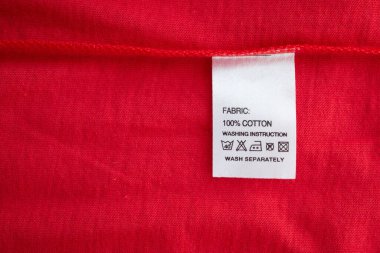 FABRIC:
100% COTTON
WASHING INSTRUCTION
WASH SEPARATELY